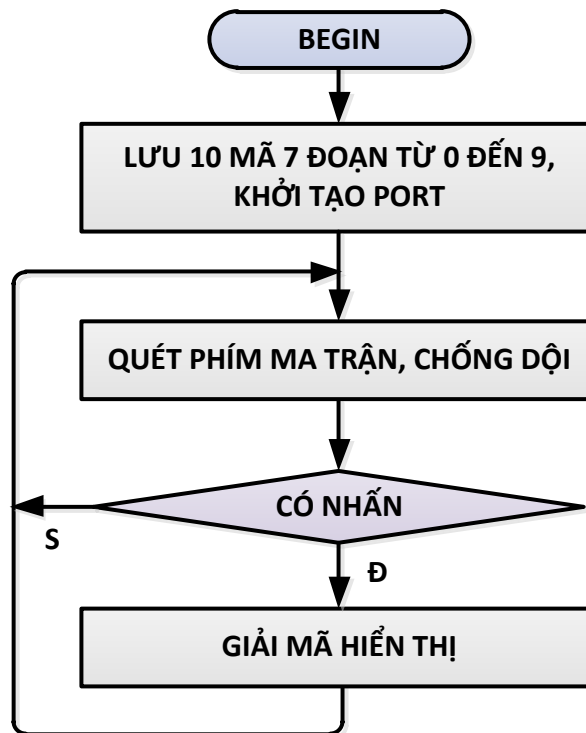 BEGIN
LƯU 10 MÃ 7 ĐOẠN TỪ 0 ĐẾN 9,
KHỞI TẠO PORT
QUÉT PHÍM MA TRẬN, CHỐNG DỘI
CÓ NHẤN
S
Đ
GIẢI MÃ HIỂN THỊ